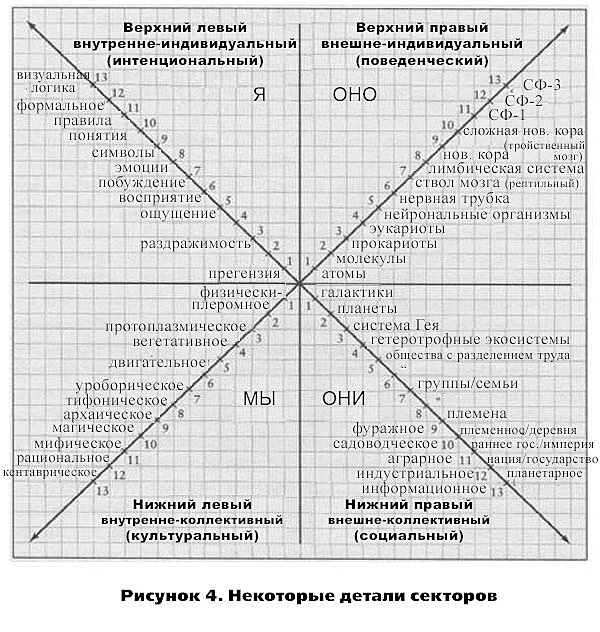 Верхний левый
внутренне-индивидуальный
(интенциональный)
Верхний правый
внешне-индивидуальный
(поведенческий)
Я
ОНО
визуальная
логика
формальное
правила
понятия
символы
эмоции
побуждение
восприятие
ощущение
раздражимость
прегензия
13
12
11
10
9
8
7
6
5
4
3
2
1
СФ-3
СФ-2
СФ-1
сложная нов. кора
(тройственный
мозг)
нов. кора
лимбическая система
ствол мозга (рептильный)
нервная трубка
нейрональные организмы
эукариоты
прокариоты
молекулы
атомы
13
12
11
10
9
8
7
6
5
4
3
2
1
физически-
плеромное
протоплазмическое
вегетативное
двигательное
уроборическое
тифоническое
архаическое
магическое
мифическое
рациональное
кентаврическое
1
2
3
4
5
6
7
8
9
10
11
12
13
МЫ
ОНИ
галактики
планеты
система Гея
гетеротрофные экосистемы
общества с разделением труда
“
группы/семьи
“
племена
фуражное
племенное/деревня
садоводческое
раннее гос./империя
аграрное
нация/государство
индустриальное
планетарное
информационное
1
2
3
4
5
6
7
8
9
10
11
12
13
Нижний левый
внутренне-коллективный
(культуральный)
Нижний правый
внешне-коллективный
(социальный)
Рисунок 4. Некоторые детали секторов